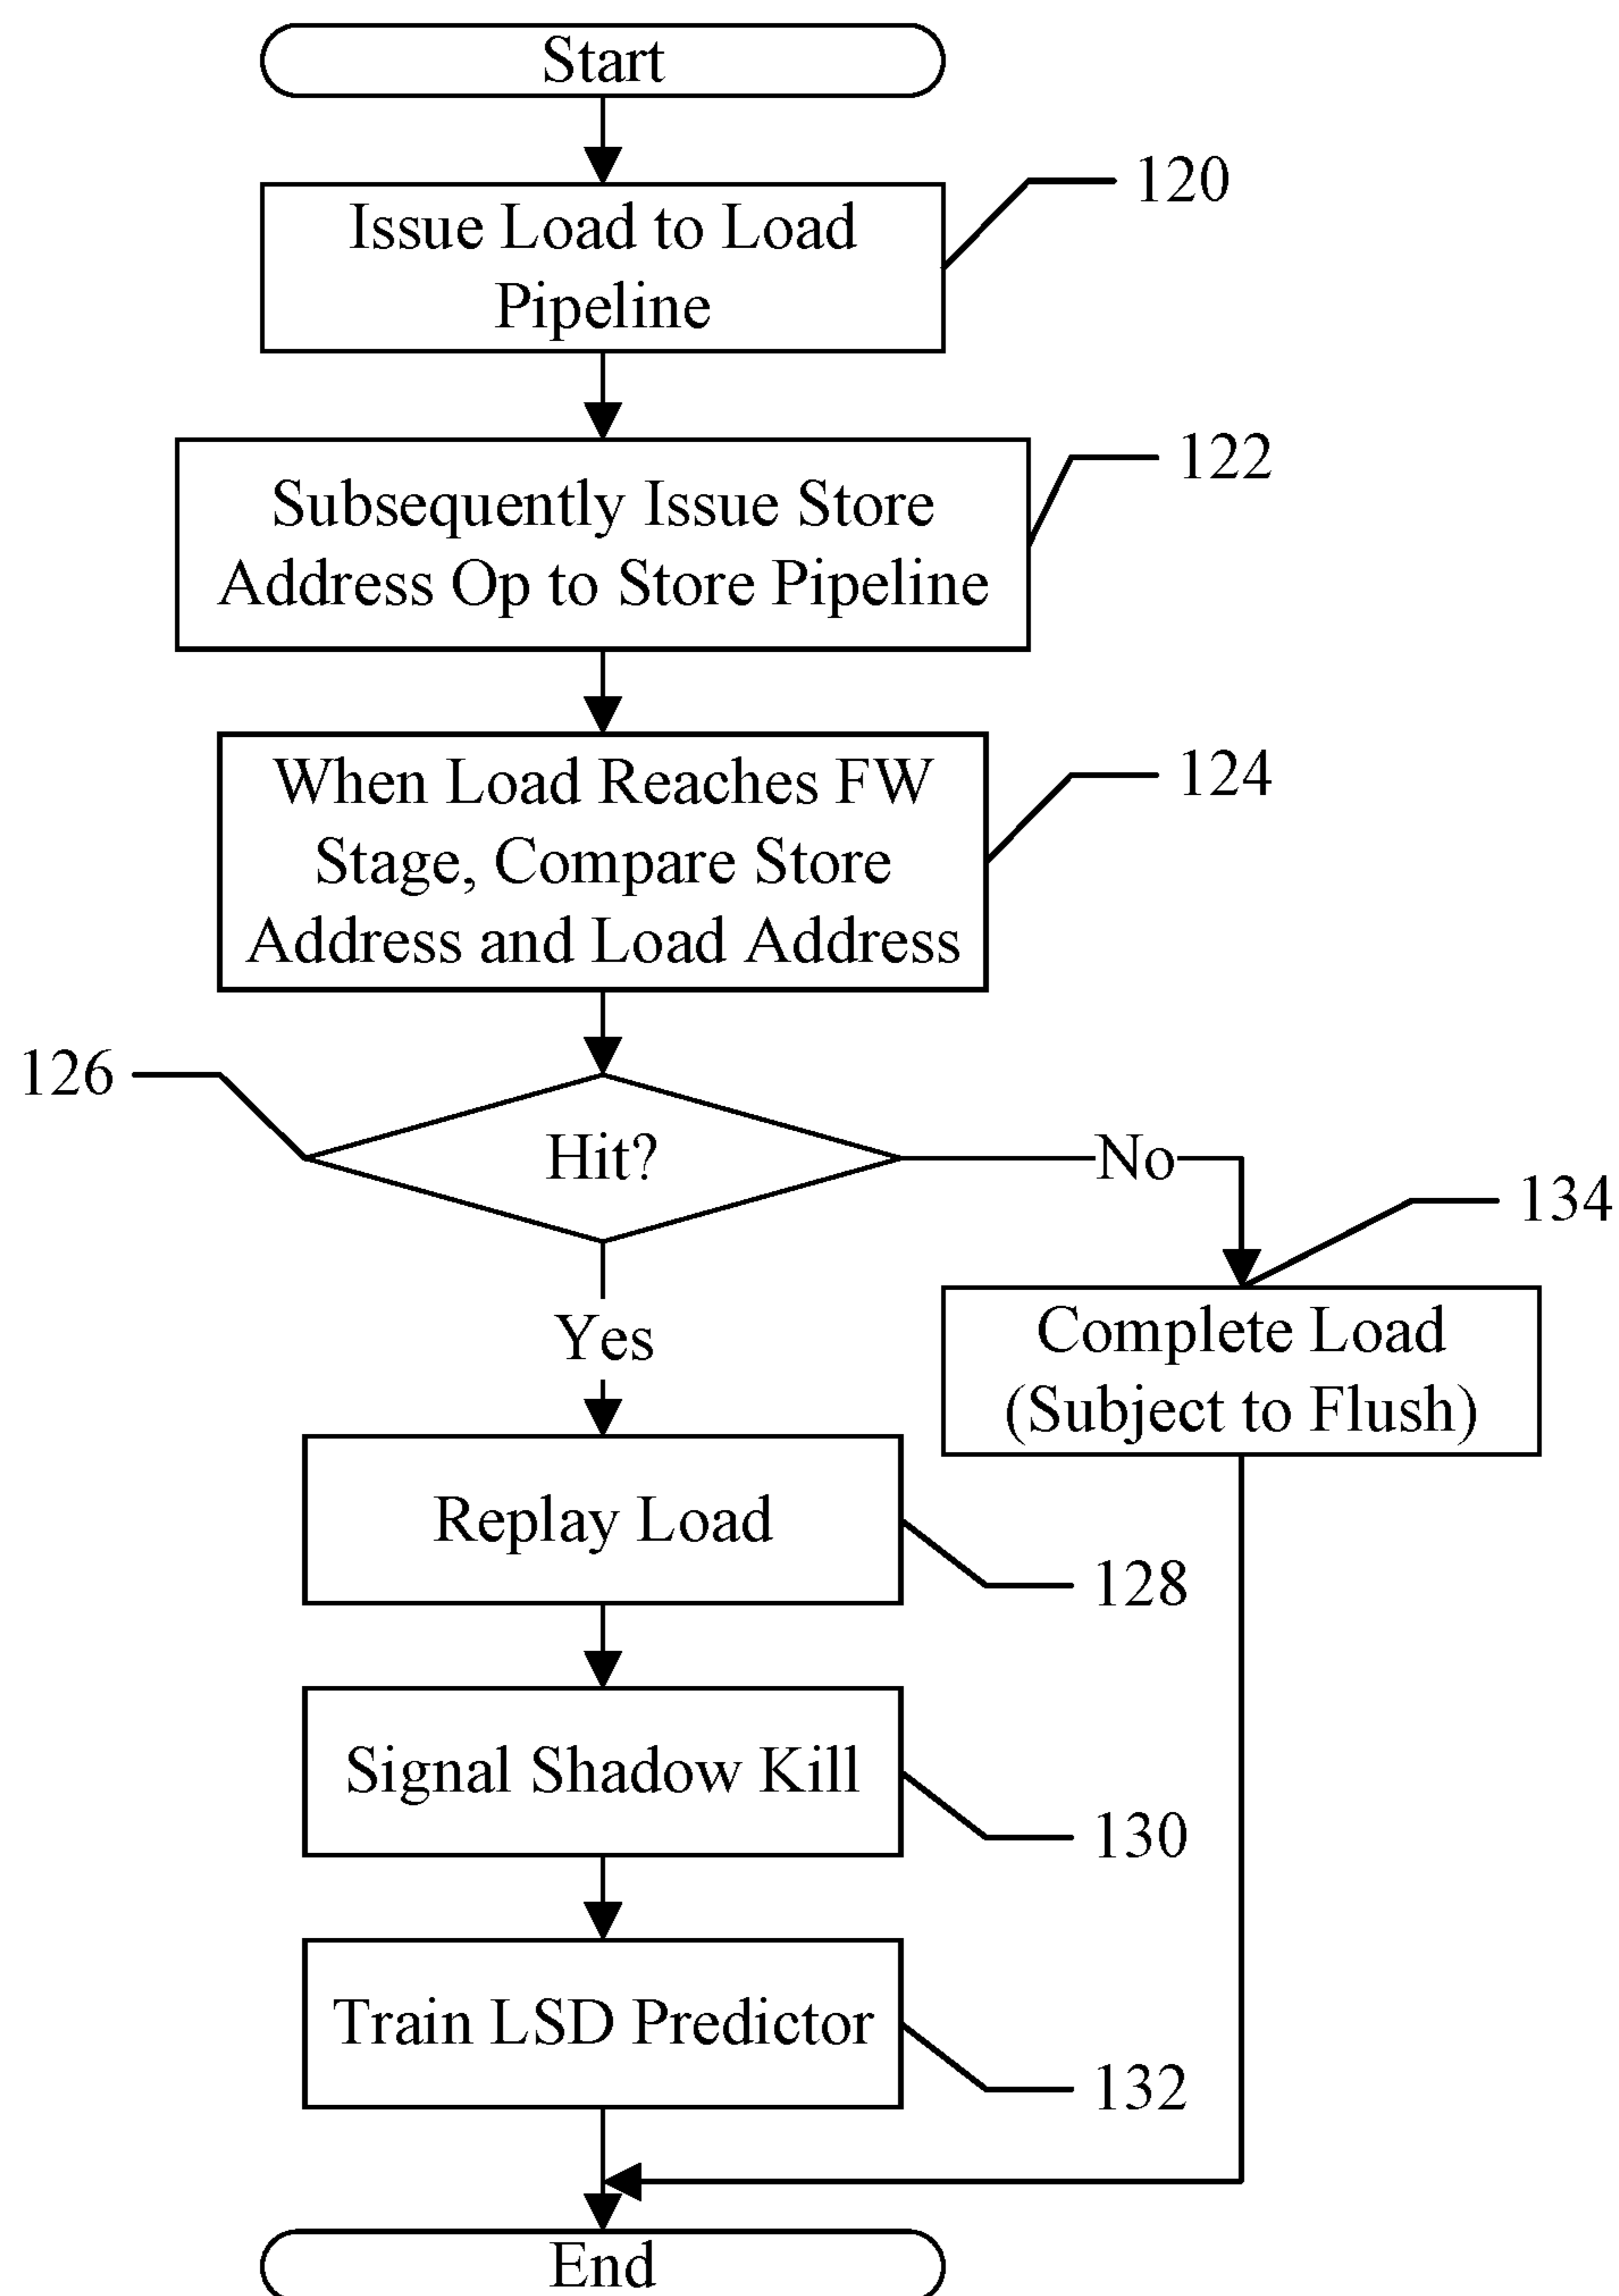 Start
120
Issue Load to Load
Pipeline
122
Subsequently Issue Store
Address Op to Store Pipeline
124
When Load Reaches FW
Stage, Compare Store
Address and Load Address
126
Hit?
No
134
Yes
Complete Load
(Subject to Flush)
Replay Load
128
Signal Shadow Kill
130
Train LSD Predictor
132
End